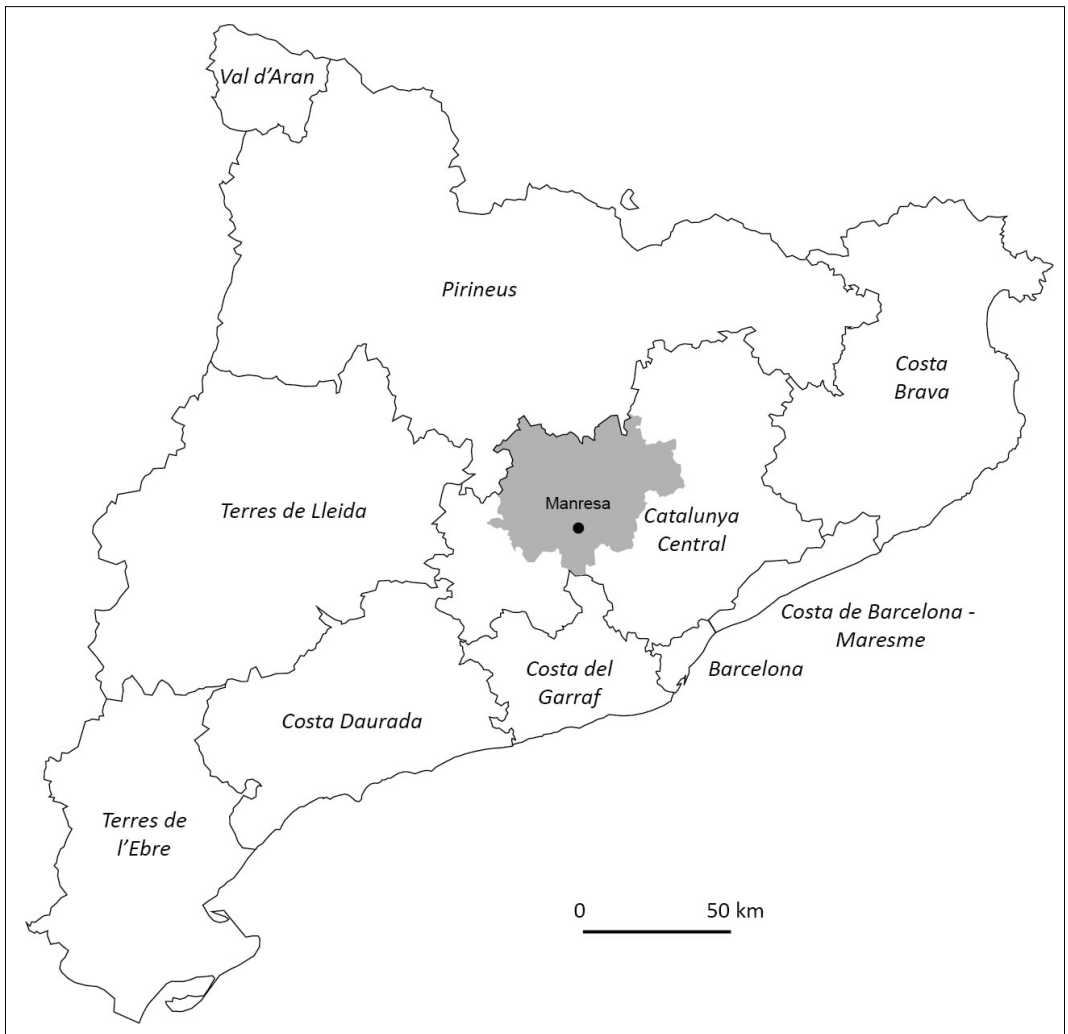 Val d'Aran
Pirineus
Costa
Brava
Manresa
Terres de Lleida
Catalunya
Central
Costa de Barcelona -
Maresme
Costa del
Garraf
Barcelona
Costa Daurada
Terres de
l'Ebre
0 50 km